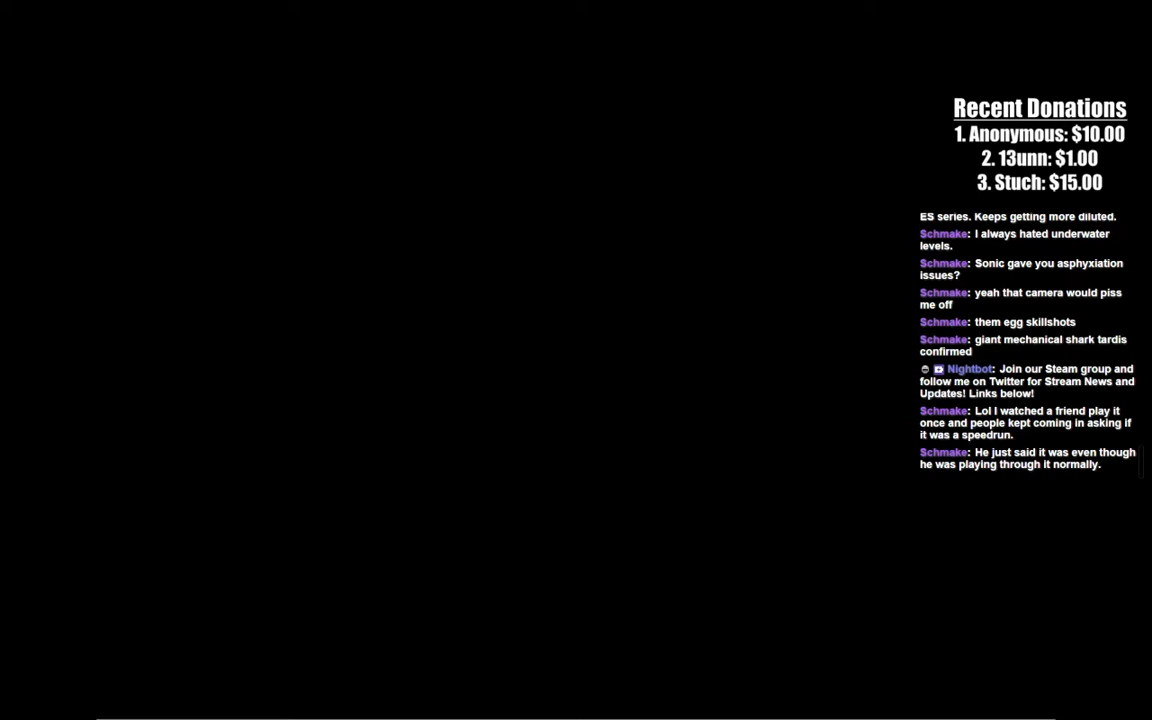 Recent Donations
1. Anonymous: $10.00
2. 13unn: $1.00
3. Stuch: $15.00
ES series. Keeps getting more diluted.
Schmake: I always hated underwater
levels.
Schmake: Sonic gave you asphyxiation
issues?
Schmake: yeah that camera would piss
me off
Schmake: them egg skillshots
Schmake: giant mechanical shark tardis
confirmed
Nightbot: Join our Steam group and
follow me on Twitter for Stream News and
Updates! Links below!
Schmake: Lol I watched a friend play it
once and people kept coming in asking if
it was a speedrun.
Schmake: He just said it was even though
he was playing through it normally.